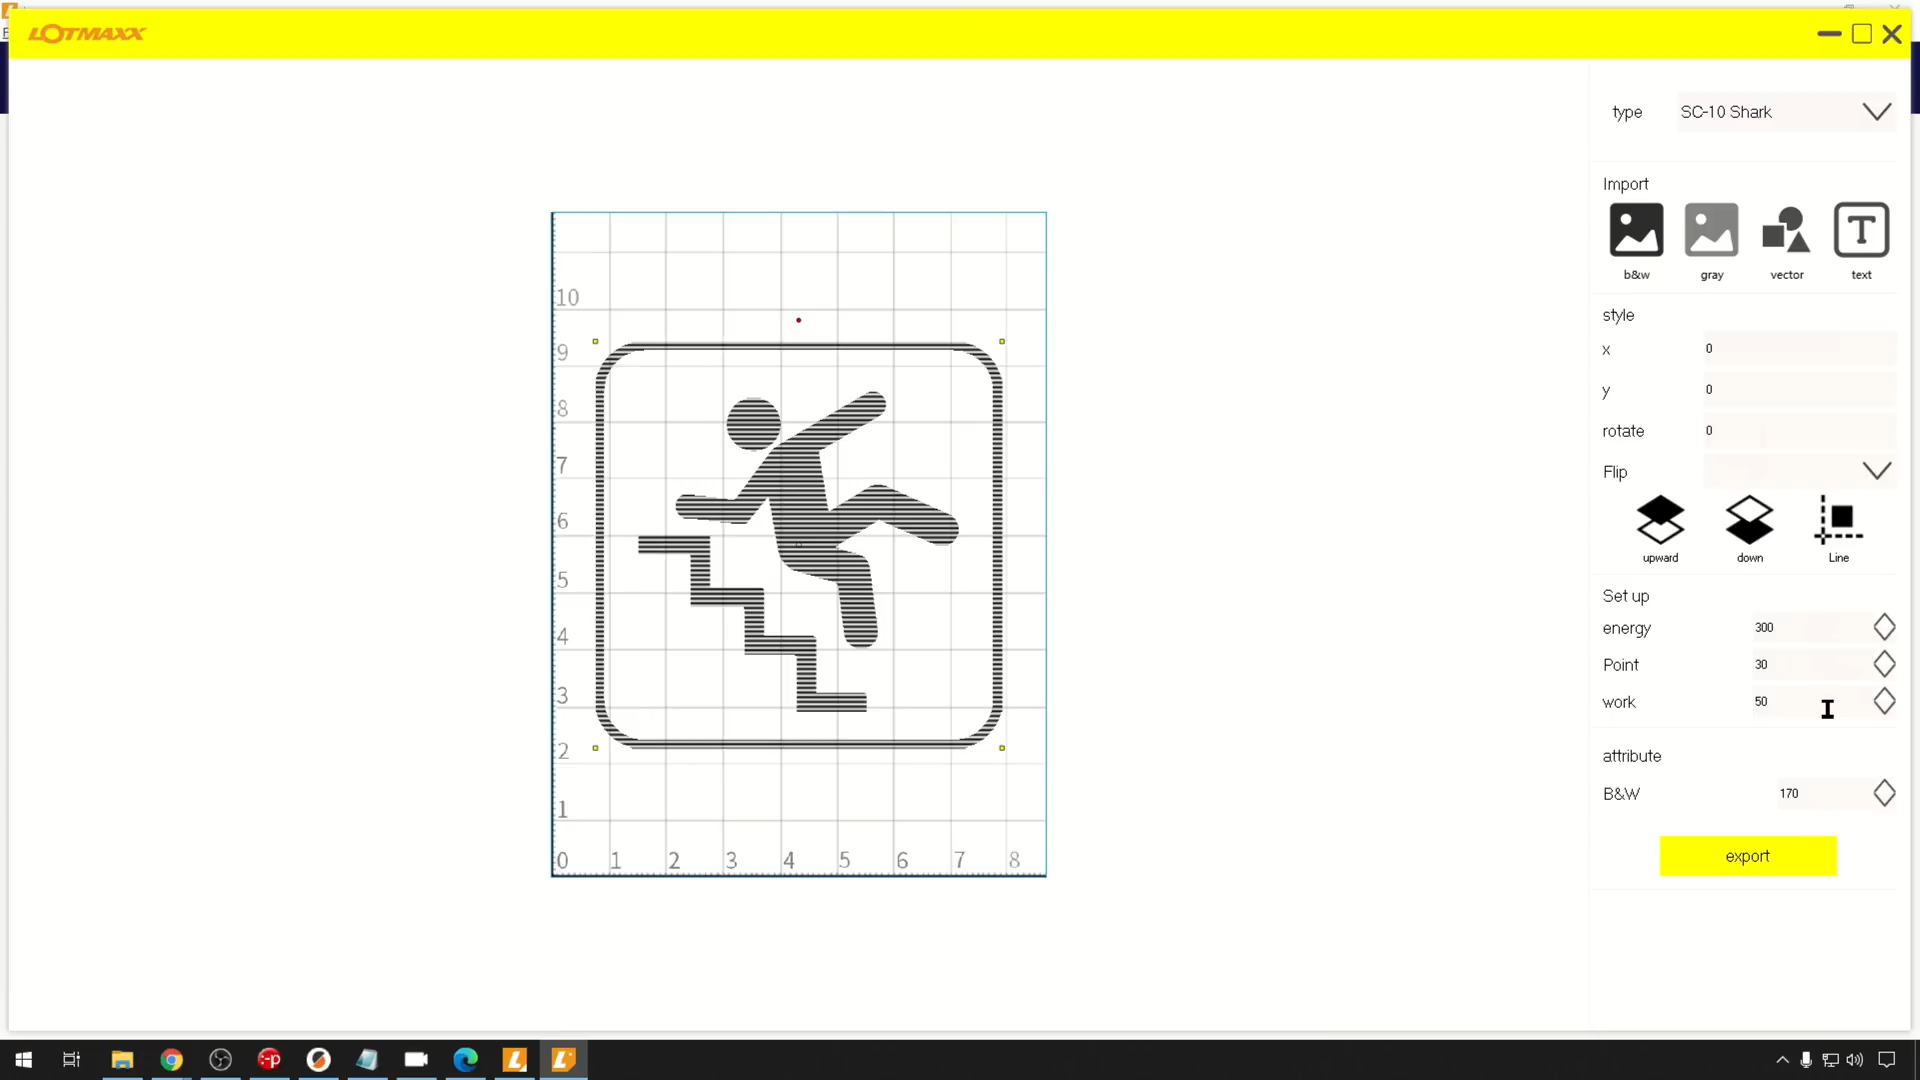 LOTMAXX
type SC-10 Shark
Import
b&w gray vector text
style
x 0
y 0
rotate 0
Flip
upward down Line
Set up
energy 300
Point 30
work 50
attribute
B&W 170
export
10
9
8
7
6
5
4
3
2
1
0 1 2 3 4 5 6 7 8